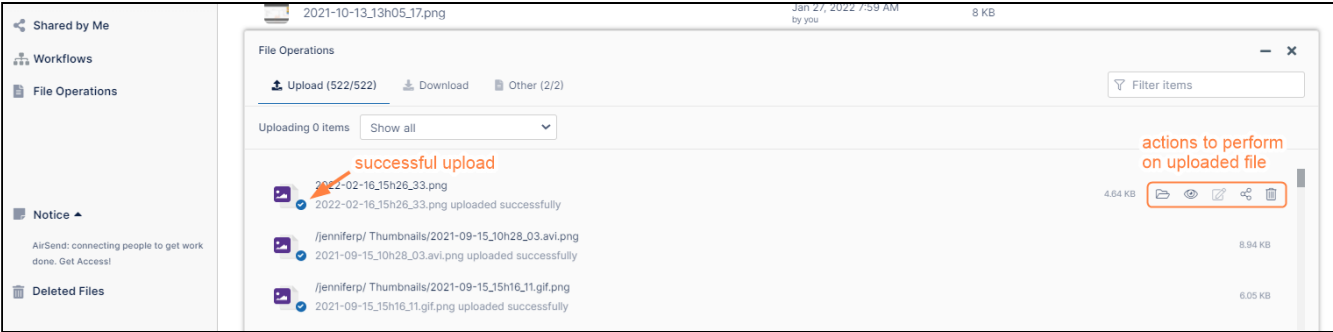 Shared by Me
Workflows
File Operations
Notice
AirSend: connecting people to get work
done. Get Access!
Deleted Files
2021-10-13_13h05_17.png
Jan 27, 2022 7:59 AM
by you
8 KB
File Operations
Upload (522/522)
Download
Other (2/2)
Filter items
Uploading 0 items
Show all
successful upload
actions to perform
on uploaded file
2022-02-16_15h26_33.png
2022-02-16_15h26_33.png uploaded successfully
4.64 KB
/jenniferp/ Thumbnails/2021-09-15_10h28_03.avi.png
2021-09-15_10h28_03.avi.png uploaded successfully
8.94 KB
/jenniferp/ Thumbnails/2021-09-15_15h16_11.gif.png
2021-09-15_15h16_11.gif.png uploaded successfully
6.05 KB